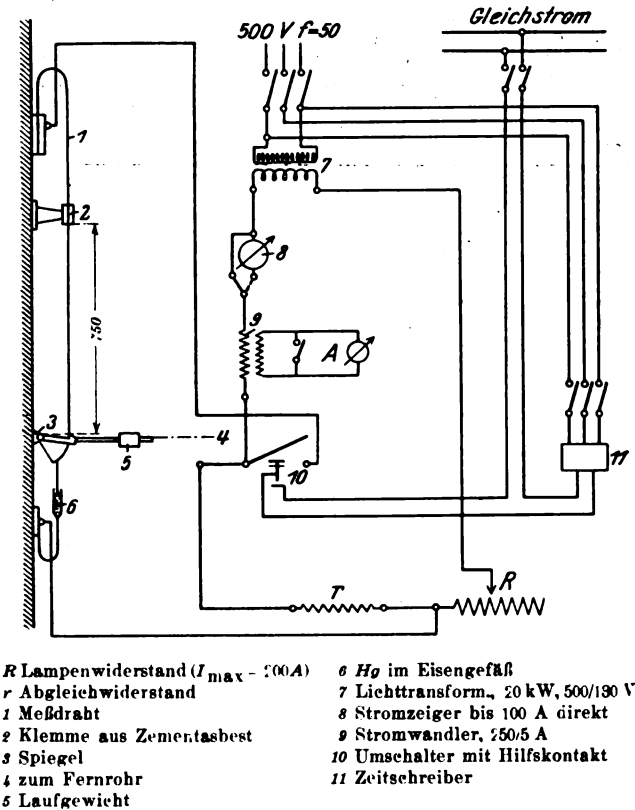 Gleichstrom
500 V f=50
1
7
2
8
750
9
A
3
4
5
10
11
6
r
R
R Lampenwiderstand (I max - 200A)
r Abgleichwiderstand
1 Meßdraht
2 Klemme aus Zementasbest
3 Spiegel
4 zum Fernrohr
5 Laufgewicht
6 Hg im Eisengefäß
7 Lichttransform., 20 kW, 500/130 V
8 Stromzeiger bis 100 A direkt
9 Stromwandler, 250/5 A
10 Umschalter mit Hilfskontakt
11 Zeitschreiber